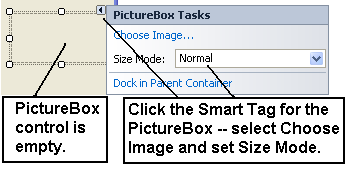 PictureBox Tasks
Choose Image...
Size Mode: Normal
Dock in Parent Container
PictureBox
control is
empty.
Click the Smart Tag for the
PictureBox -- select Choose
Image and set Size Mode.